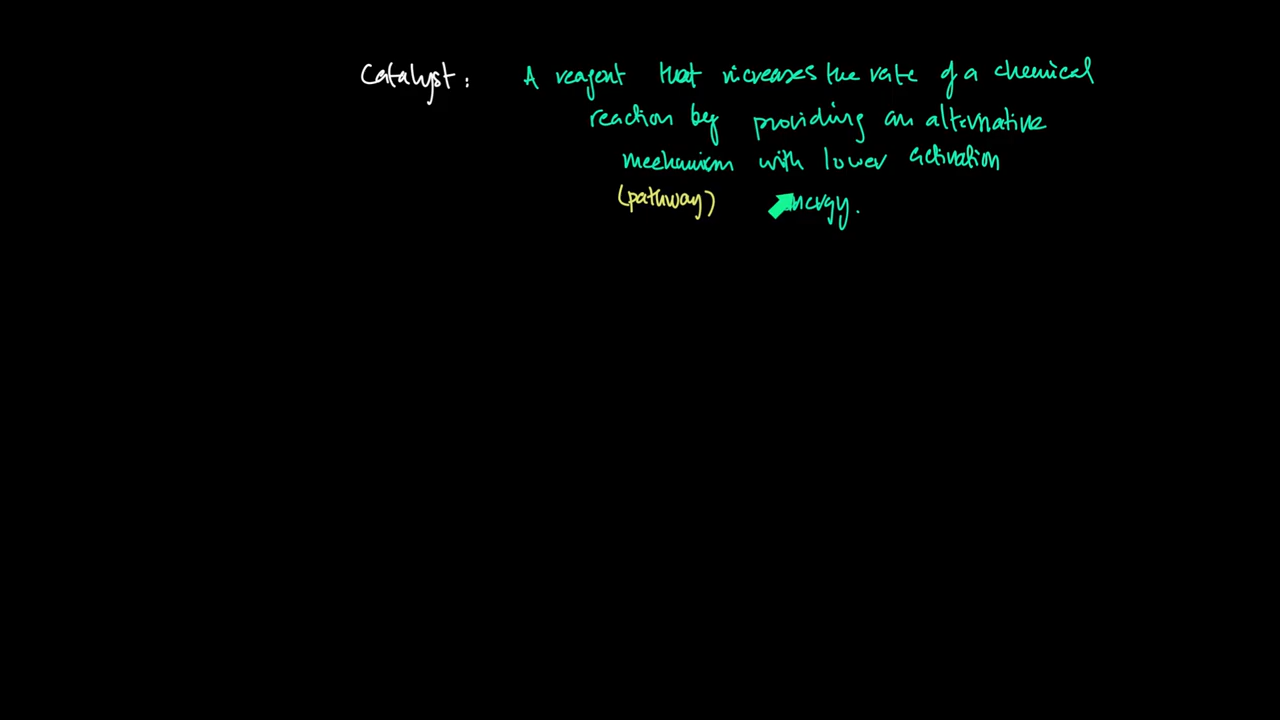 Catalyst: A reagent that increases the rate of a chemical
reaction by providing an alternative
mechanism with lower activation
(pathway) energy.